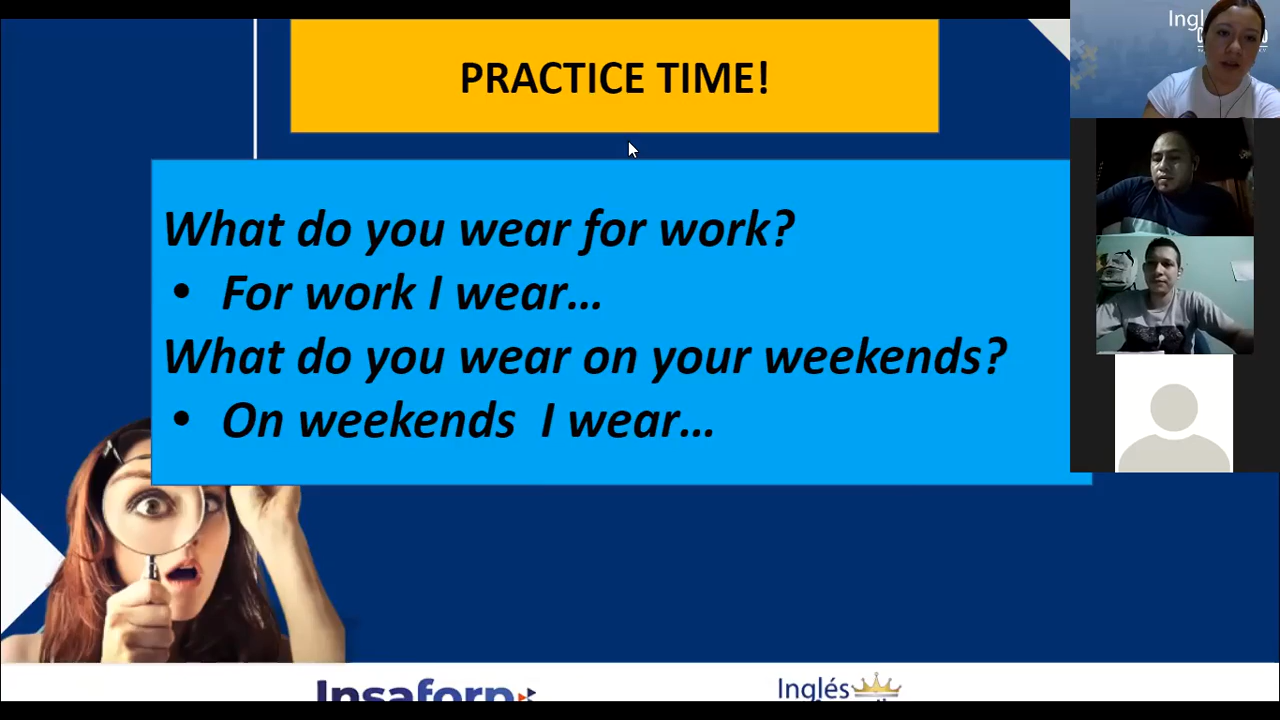 PRACTICE TIME!
What do you wear for work?
• For work I wear…
What do you wear on your weekends?
• On weekends I wear…
Insaforp
Inglés